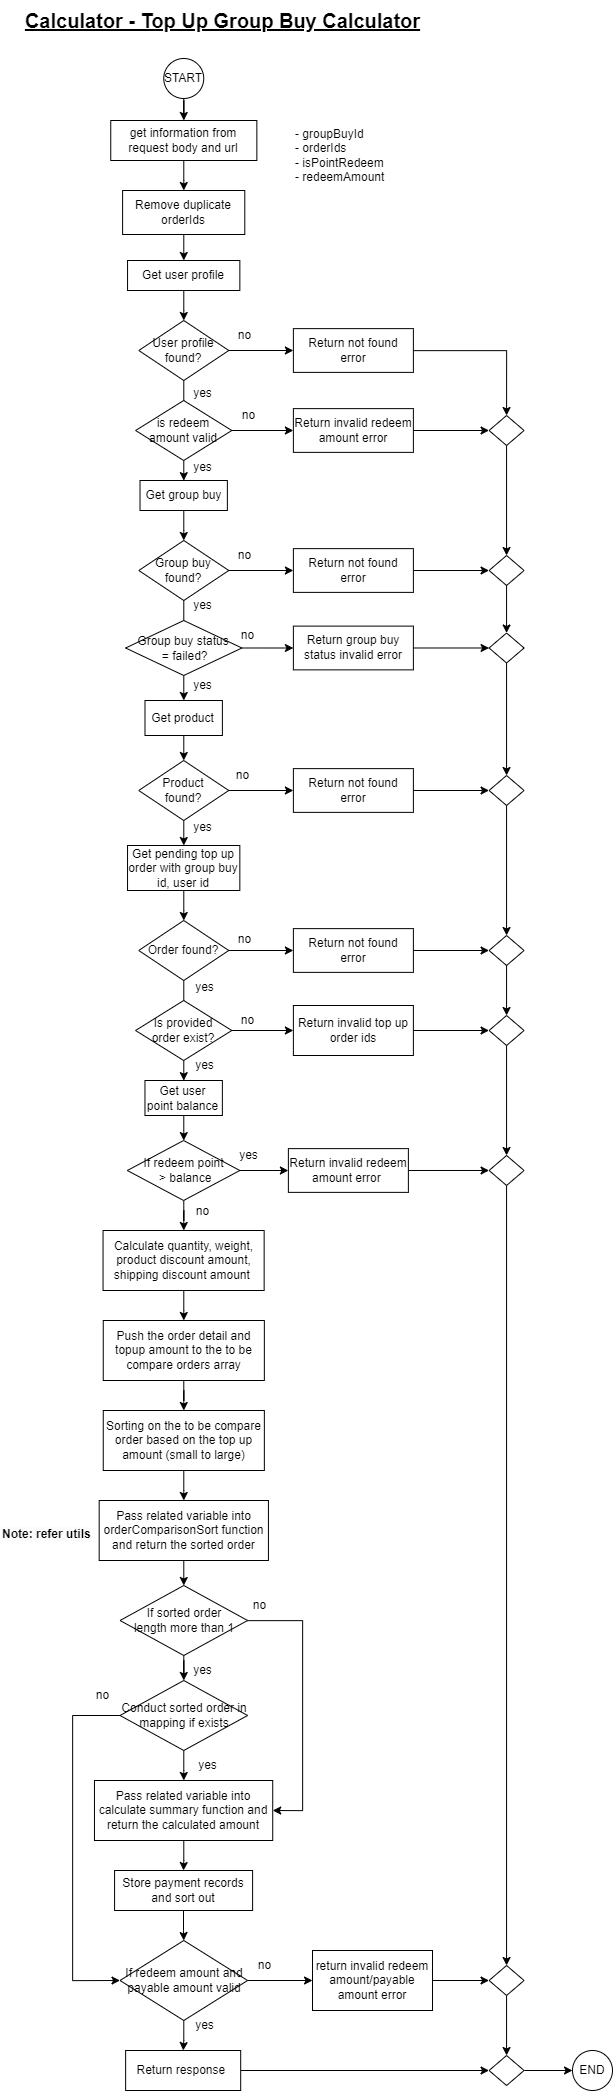 Calculator - Top Up Group Buy Calculator
START
get information from
request body and url
- groupBuyId
- orderIds
- isPointRedeem
- redeemAmount
Remove duplicate
orderIds
Get user profile
User profile
found?
no
Return not found
error
yes
is redeem
amount valid
no
Return invalid redeem
amount error
yes
Get group buy
Group buy
found?
no
Return not found
error
yes
Group buy status
= failed?
no
Return group buy
status invalid error
yes
Get product
Product
found?
no
Return not found
error
yes
Get pending top up
order with group buy
id, user id
Order found?
no
Return not found
error
yes
Is provided
order exist?
no
Return invalid top up
order ids
yes
Get user
point balance
If redeem point
> balance
yes
Return invalid redeem
amount error
no
Calculate quantity, weight,
product discount amount,
shipping discount amount
Push the order detail and
topup amount to the to be
compare orders array
Sorting on the to be compare
order based on the top up
amount (small to large)
Note: refer utils
Pass related variable into
orderComparisonSort function
and return the sorted order
If sorted order
length more than 1
no
yes
no
Conduct sorted order in
mapping if exists
yes
Pass related variable into
calculate summary function and
return the calculated amount
Store payment records
and sort out
If redeem amount and
payable amount valid
no
return invalid redeem
amount/payable
amount error
yes
Return response
END